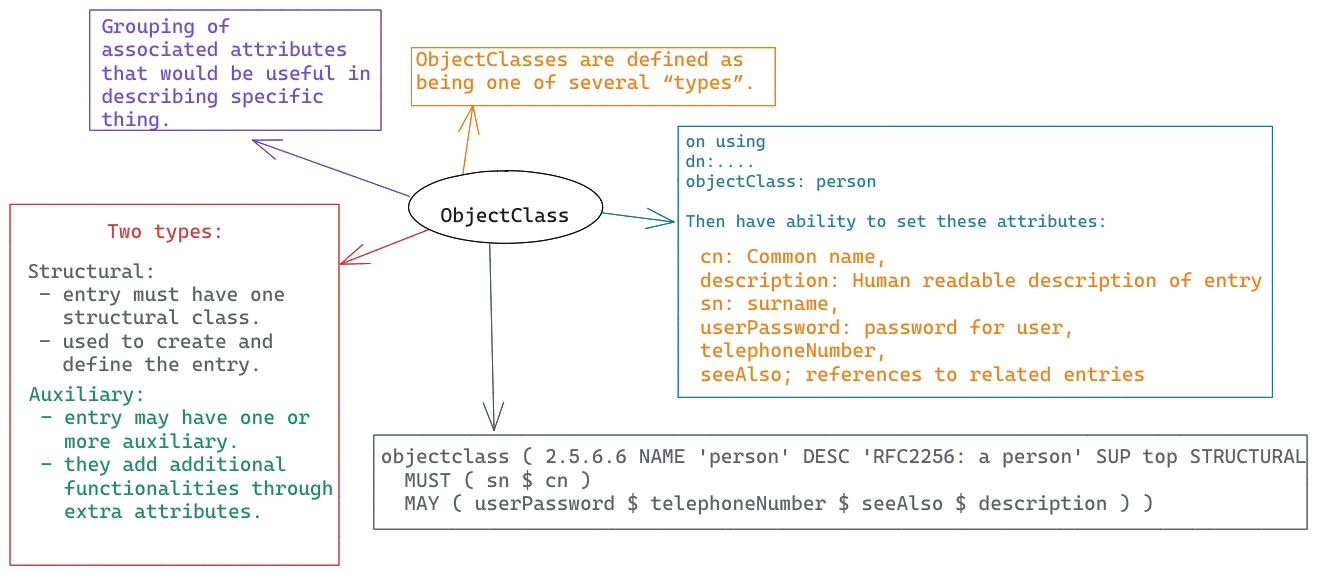 Grouping of
associated attributes
that would be useful in
describing specific
thing.
ObjectClasses are defined as
being one of several “types”.
on using
dn:....
objectClass: person
Then have ability to set these attributes:
cn: Common name,
description: Human readable description of entry
sn: surname,
userPassword: password for user,
telephoneNumber,
seeAlso; references to related entries
ObjectClass
Two types:
Structural:
- entry must have one
structural class.
- used to create and
define the entry.
Auxiliary:
- entry may have one or
more auxiliary.
- they add additional
functionalities through
extra attributes.
objectclass ( 2.5.6.6 NAME 'person' DESC 'RFC2256: a person' SUP top STRUCTURAL
MUST ( sn $ cn )
MAY ( userPassword $ telephoneNumber $ seeAlso $ description ) )